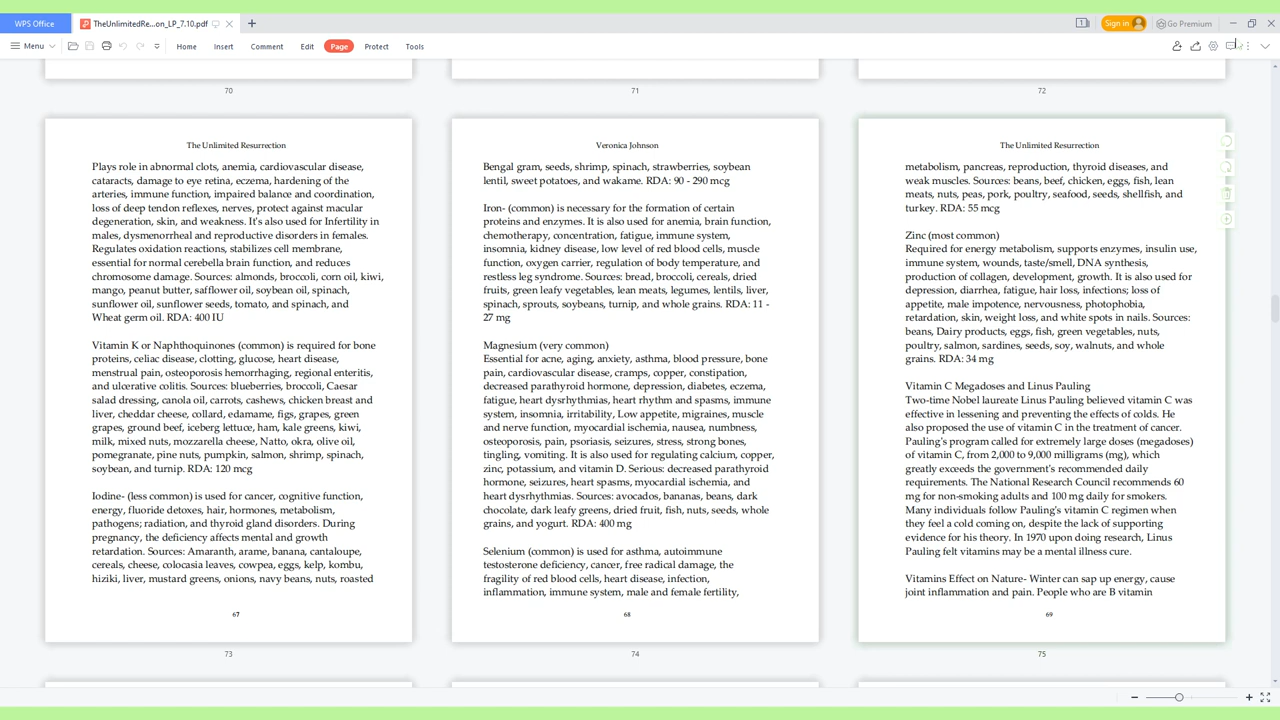 WPS Office
TheUnlimitedRe...on_LP_7.10.pdf
1
Sign in
Go Premium
Menu
Home
Insert
Comment
Edit
Page
Protect
Tools
70
71
72
The Unlimited Resurrection
Plays role in abnormal clots, anemia, cardiovascular disease,
cataracts, damage to eye retina, eczema, hardening of the
arteries, immune function, impaired balance and coordination,
loss of deep tendon reflexes, nerves, protect against macular
degeneration, skin, and weakness. It's also used for Infertility in
males, dysmenorrheal and reproductive disorders in females.
Regulates oxidation reactions, stabilizes cell membrane,
essential for normal cerebella brain function, and reduces
chromosome damage. Sources: almonds, broccoli, corn oil, kiwi,
mango, peanut butter, safflower oil, soybean oil, spinach,
sunflower oil, sunflower seeds, tomato, and spinach, and
Wheat germ oil. RDA: 400 IU
Vitamin K or Naphthoquinones (common) is required for bone
proteins, celiac disease, clotting, glucose, heart disease,
menstrual pain, osteoporosis hemorrhaging, regional enteritis,
and ulcerative colitis. Sources: blueberries, broccoli, Caesar
salad dressing, canola oil, carrots, cashews, chicken breast and
liver, cheddar cheese, collard, edamame, figs, grapes, green
grapes, ground beef, iceberg lettuce, ham, kale greens, kiwi,
milk, mixed nuts, mozzarella cheese, Natto, okra, olive oil,
pomegranate, pine nuts, pumpkin, salmon, shrimp, spinach,
soybean, and turnip. RDA: 120 mcg
Iodine- (less common) is used for cancer, cognitive function,
energy, fluoride detoxes, hair, hormones, metabolism,
pathogens; radiation, and thyroid gland disorders. During
pregnancy, the deficiency affects mental and growth
retardation. Sources: Amaranth, arame, banana, cantaloupe,
cereals, cheese, colocasia leaves, cowpea, eggs, kelp, kombu,
hiziki, liver, mustard greens, onions, navy beans, nuts, roasted
67
73
Veronica Johnson
Bengal gram, seeds, shrimp, spinach, strawberries, soybean
lentil, sweet potatoes, and wakame. RDA: 90 - 290 mcg
Iron- (common) is necessary for the formation of certain
proteins and enzymes. It is also used for anemia, brain function,
chemotherapy, concentration, fatigue, immune system,
insomnia, kidney disease, low level of red blood cells, muscle
function, oxygen carrier, regulation of body temperature, and
restless leg syndrome. Sources: bread, broccoli, cereals, dried
fruits, green leafy vegetables, lean meats, legumes, lentils, liver,
spinach, sprouts, soybeans, turnip, and whole grains. RDA: 11 -
27 mg
Magnesium (very common)
Essential for acne, aging, anxiety, asthma, blood pressure, bone
pain, cardiovascular disease, cramps, copper, constipation,
decreased parathyroid hormone, depression, diabetes, eczema,
fatigue, heart dysrhythmias, heart rhythm and spasms, immune
system, insomnia, irritability, Low appetite, migraines, muscle
and nerve function, myocardial ischemia, nausea, numbness,
osteoporosis, pain, psoriasis, seizures, stress, strong bones,
tingling, vomiting. It is also used for regulating calcium, copper,
zinc, potassium, and vitamin D. Serious: decreased parathyroid
hormone, seizures, heart spasms, myocardial ischemia, and
heart dysrhythmias. Sources: avocados, bananas, beans, dark
chocolate, dark leafy greens, dried fruit, fish, nuts, seeds, whole
grains, and yogurt. RDA: 400 mg
Selenium (common) is used for asthma, autoimmune
testosterone deficiency, cancer, free radical damage, the
fragility of red blood cells, heart disease, infection,
inflammation, immune system, male and female fertility,
68
74
The Unlimited Resurrection
metabolism, pancreas, reproduction, thyroid diseases, and
weak muscles. Sources: beans, beef, chicken, eggs, fish, lean
meats, nuts, peas, pork, poultry, seafood, seeds, shellfish, and
turkey. RDA: 55 mcg
Zinc (most common)
Required for energy metabolism, supports enzymes, insulin use,
immune system, wounds, taste/smell, DNA synthesis,
production of collagen, development, growth. It is also used for
depression, diarrhea, fatigue, hair loss, infections; loss of
appetite, male impotence, nervousness, photophobia,
retardation, skin, weight loss, and white spots in nails. Sources:
beans, Dairy products, eggs, fish, green vegetables, nuts,
poultry, salmon, sardines, seeds, soy, walnuts, and whole
grains. RDA: 34 mg
Vitamin C Megadoses and Linus Pauling
Two-time Nobel laureate Linus Pauling believed vitamin C was
effective in lessening and preventing the effects of colds. He
also proposed the use of vitamin C in the treatment of cancer.
Pauling's program called for extremely large doses (megadoses)
of vitamin C, from 2,000 to 9,000 milligrams (mg), which
greatly exceeds the government's recommended daily
requirements. The National Research Council recommends 60
mg for non-smoking adults and 100 mg daily for smokers.
Many individuals follow Pauling's vitamin C regimen when
they feel a cold coming on, despite the lack of supporting
evidence for his theory. In 1970 upon doing research, Linus
Pauling felt vitamins may be a mental illness cure.
Vitamins Effect on Nature- Winter can sap up energy, cause
joint inflammation and pain. People who are B vitamin
69
75